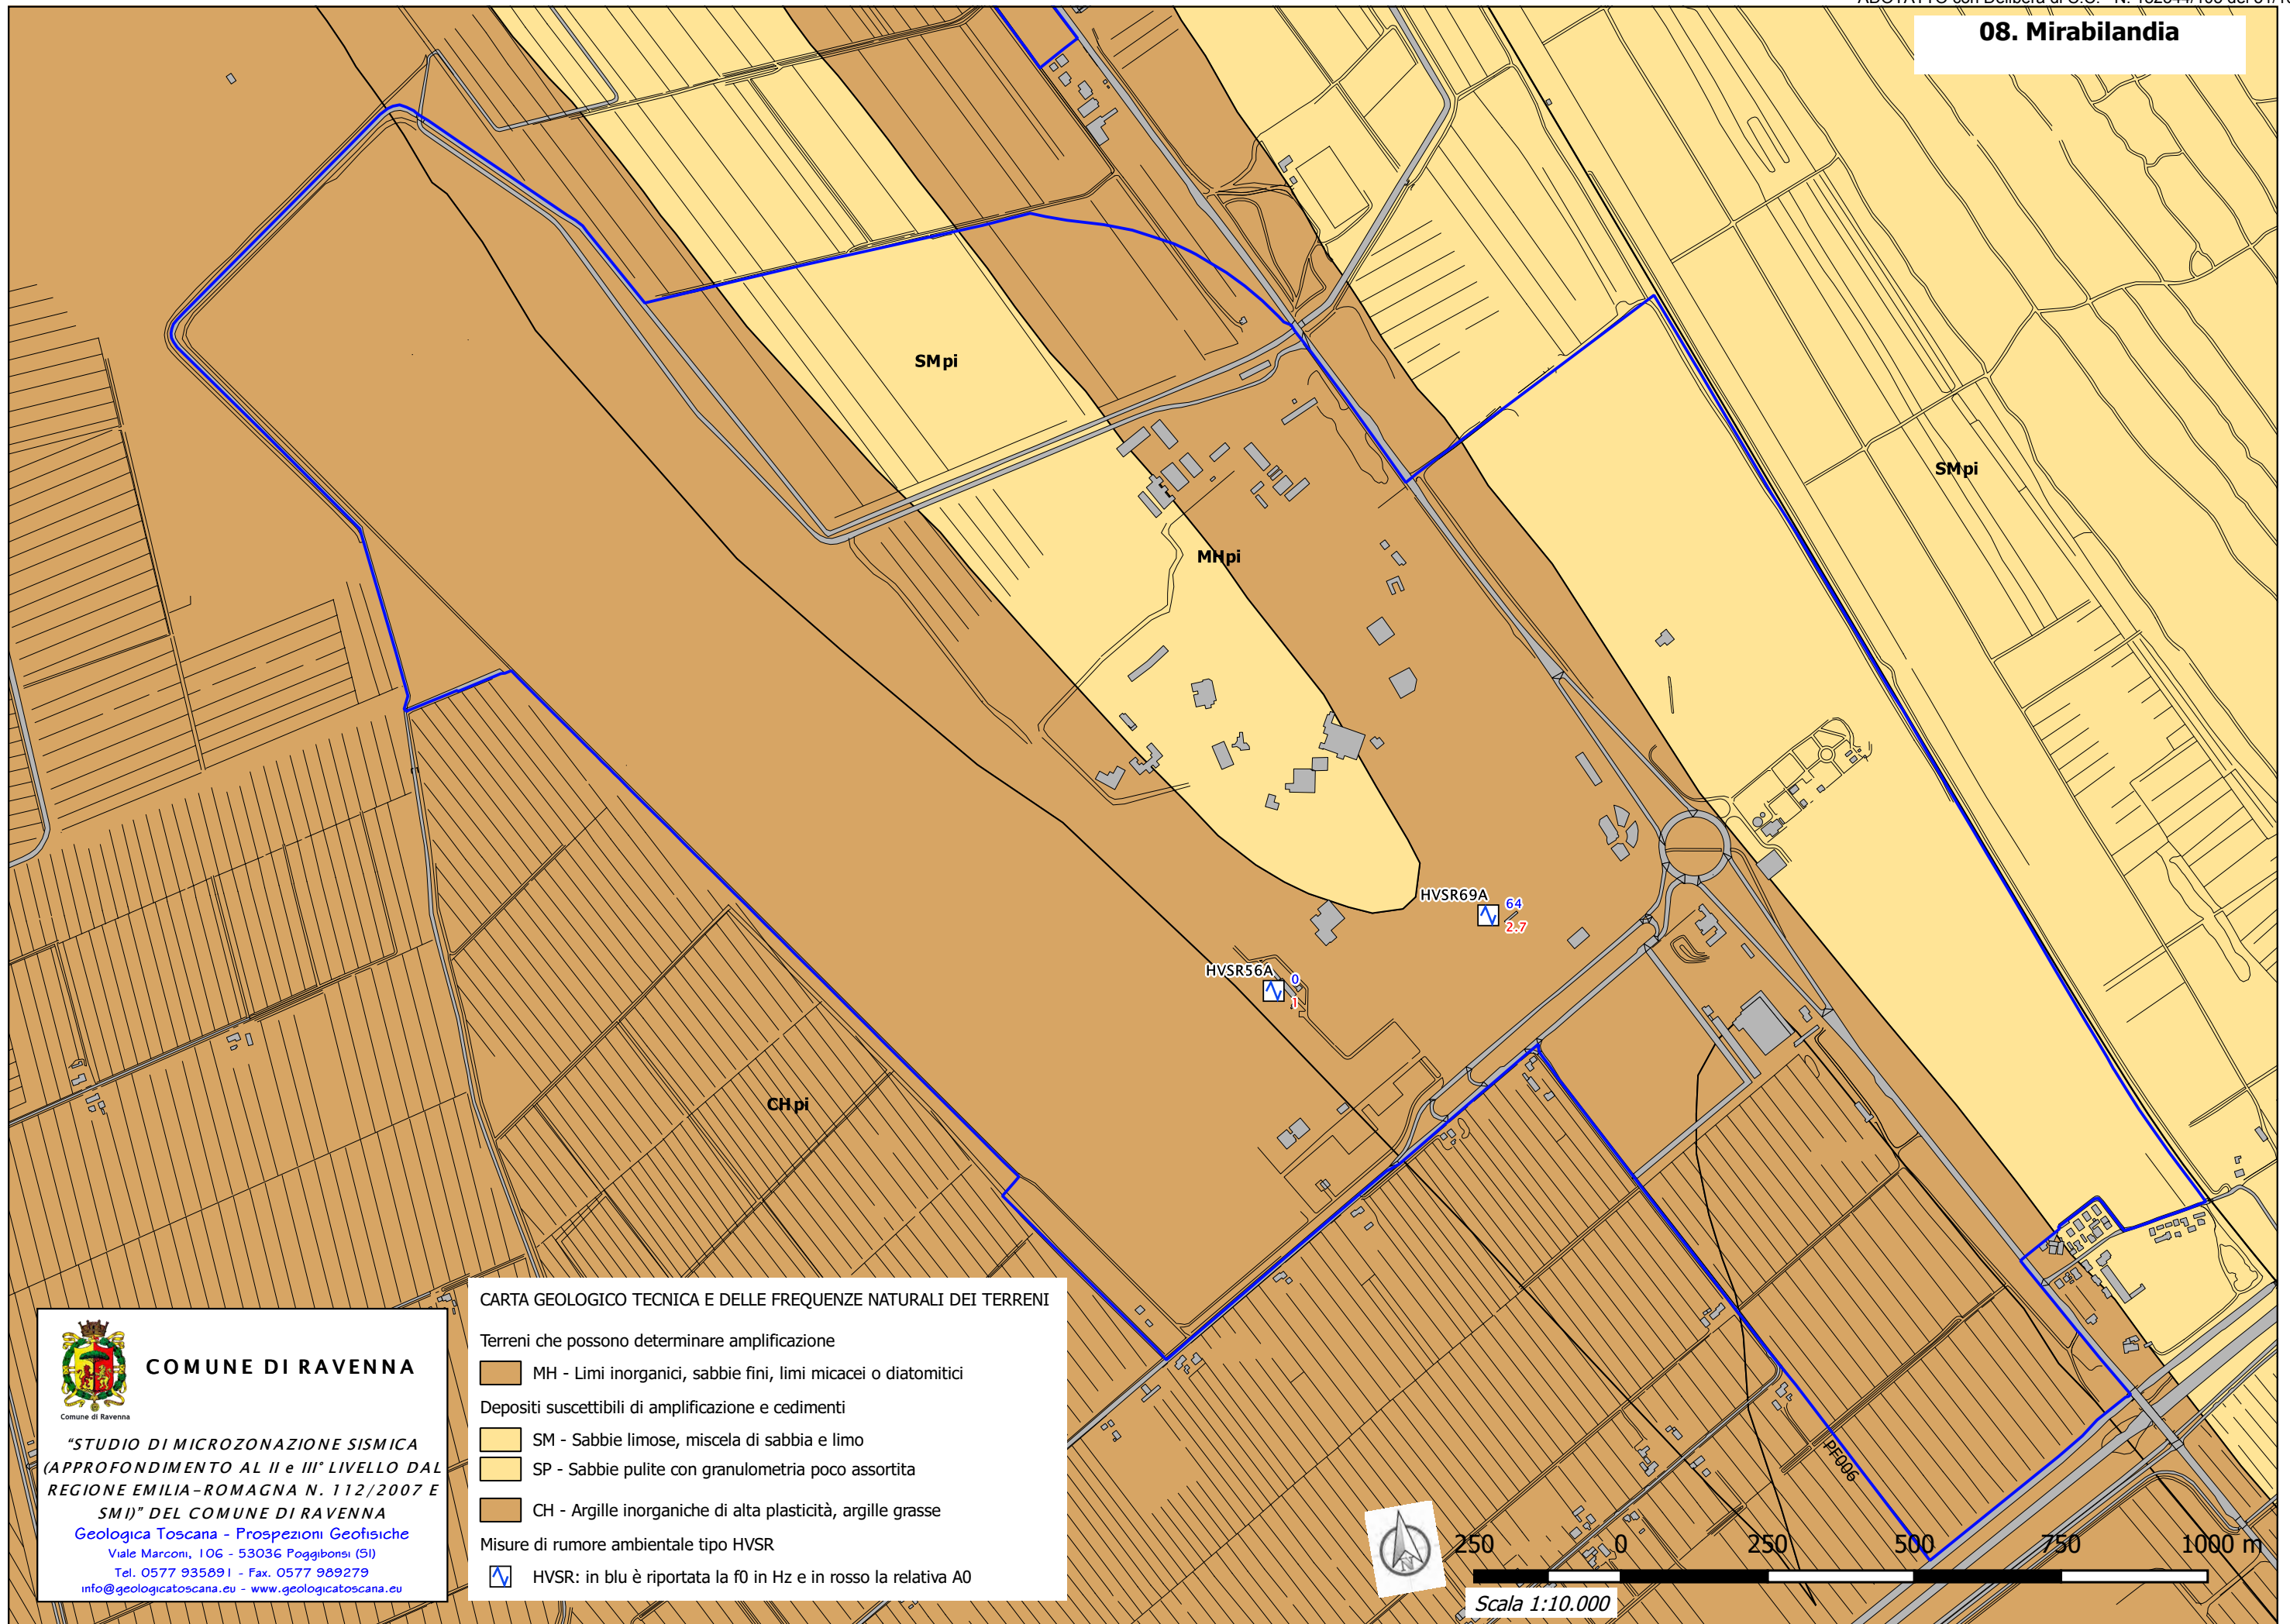 08. Mirabilandia
SMpi
SMpi
MHpi
HVSR69A
64
2.7
HVSR56A
0
1
CHpi
PF006
COMUNE DI RAVENNA
Comune di Ravenna
"STUDIO DI MICROZONAZIONE SISMICA
(APPROFONDIMENTO AL II e III° LIVELLO DAL
REGIONE EMILIA-ROMAGNA N. 112/2007 E
SMI)" DEL COMUNE DI RAVENNA
Geologica Toscana - Prospezioni Geofisiche
Viale Marconi, 106 - 53036 Poggibonsi (SI)
Tel. 0577 935891 - Fax. 0577 989279
info@geologicatoscana.eu - www.geologicatoscana.eu
CARTA GEOLOGICO TECNICA E DELLE FREQUENZE NATURALI DEI TERRENI
Terreni che possono determinare amplificazione
MH - Limi inorganici, sabbie fini, limi micacei o diatomitici
Depositi suscettibili di amplificazione e cedimenti
SM - Sabbie limose, miscela di sabbia e limo
SP - Sabbie pulite con granulometria poco assortita
CH - Argille inorganiche di alta plasticità, argille grasse
Misure di rumore ambientale tipo HVSR
HVSR: in blu è riportata la f0 in Hz e in rosso la relativa A0
N
250 0 250 500 750 1000 m
Scala 1:10.000